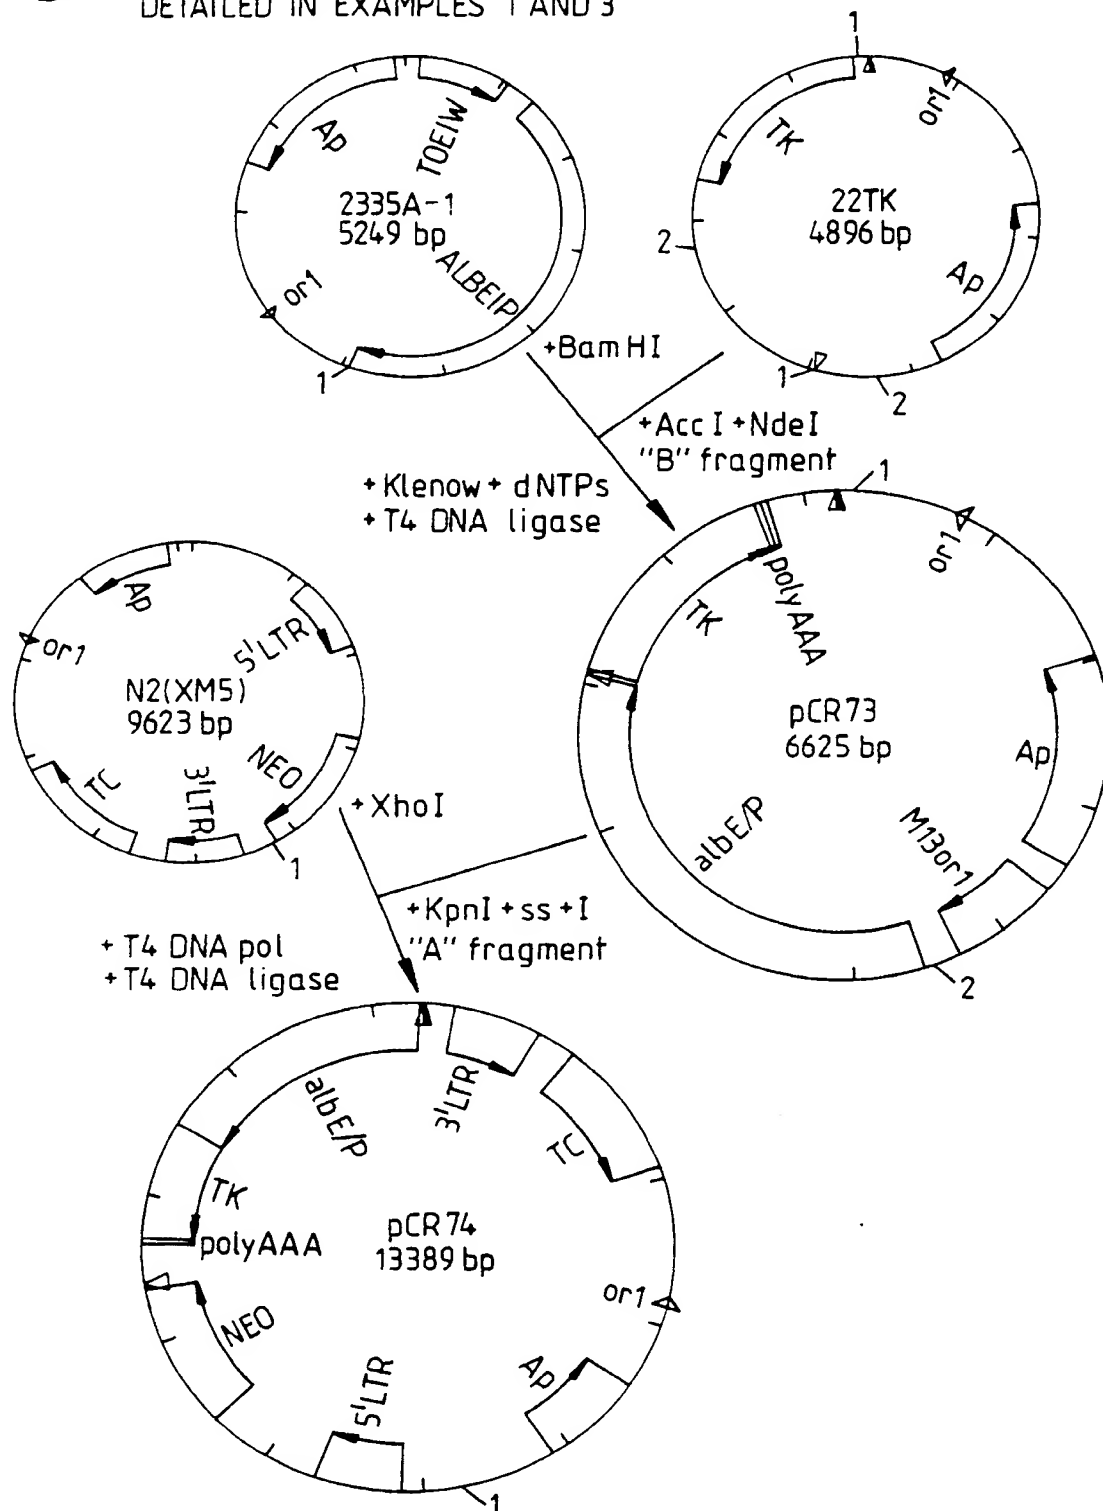 DETAILED IN EXAMPLES 1 AND 3
1
Ap
TOEIW
2335A-1
5249 bp
ALBEIP
or1
1
TK
or1
22TK
4896 bp
2
Ap
1
2
+BamHI
+AccI +NdeI
"B" fragment
+Klenow + dNTPs
+T4 DNA ligase
1
or1
polyAAA
TK
pCR73
6625 bp
Ap
albE/P
M13or1
2
Ap
or1
5'LTR
N2(XM5)
9623 bp
NEO
TC
3'LTR
1
+XhoI
+KpnI +ss +I
"A" fragment
+ T4 DNA pol
+T4 DNA ligase
albE/P
3'LTR
TC
TK
polyAAA
pCR74
13389 bp
or1
NEO
Ap
5'LTR
1